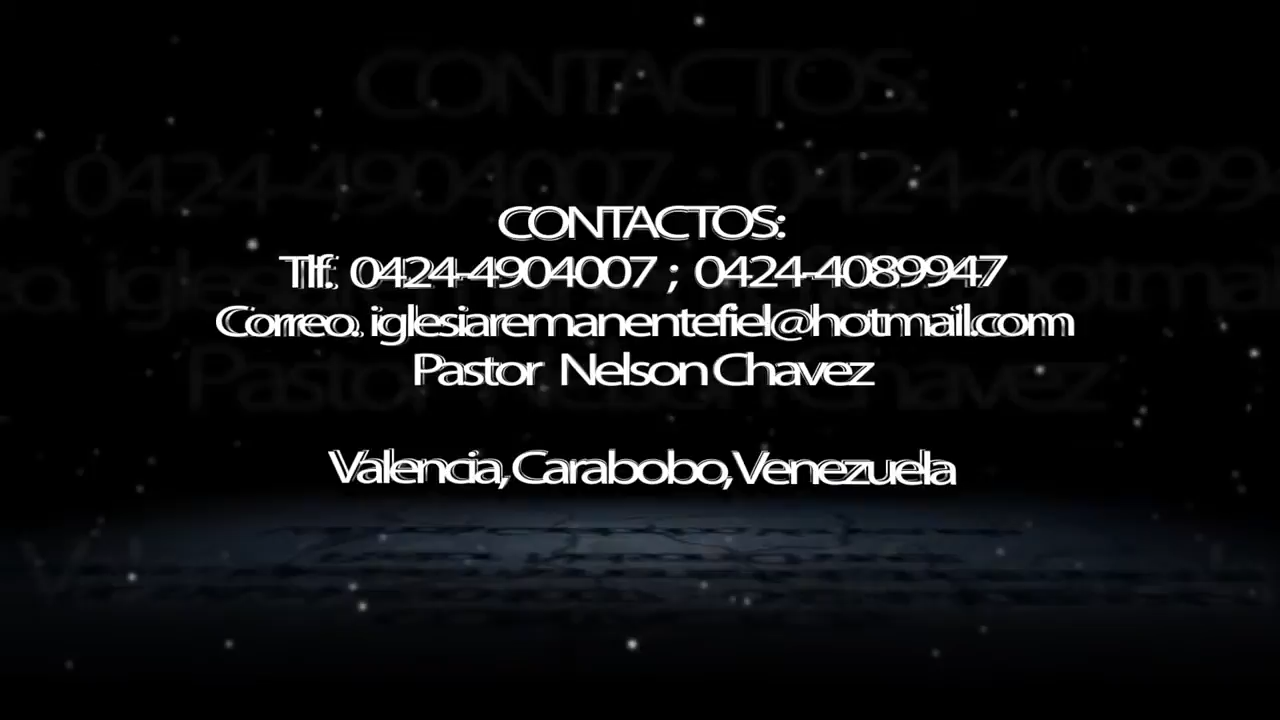 CONTACTOS:
Tlf. 0424-4904007 ; 0424-4089947
Correo. iglesiaremanentefiel@hotmail.com
Pastor Nelson Chavez
Valencia, Carabobo, Venezuela